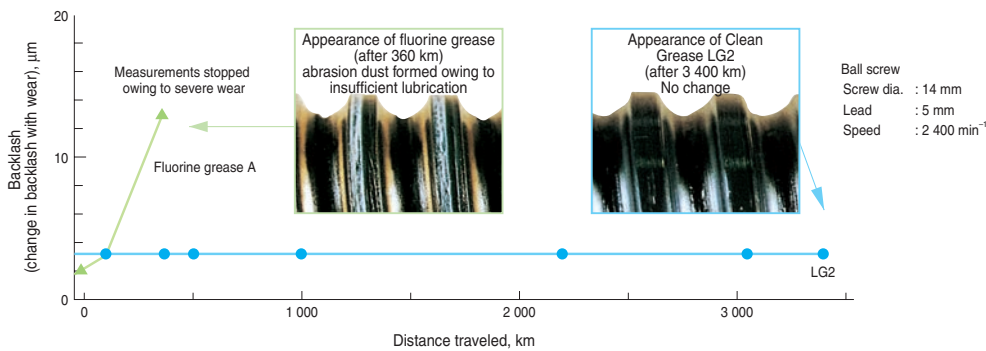 20
10
0
Backlash
(change in backlash with wear), µm
Measurements stopped
owing to severe wear
Fluorine grease A
Appearance of fluorine grease
(after 360 km)
abrasion dust formed owing to
insufficient lubrication
Appearance of Clean
Grease LG2
(after 3 400 km)
No change
Ball screw
Screw dia. : 14 mm
Lead : 5 mm
Speed : 2 400 min⁻¹
LG2
0
1 000
2 000
3 000
Distance traveled, km